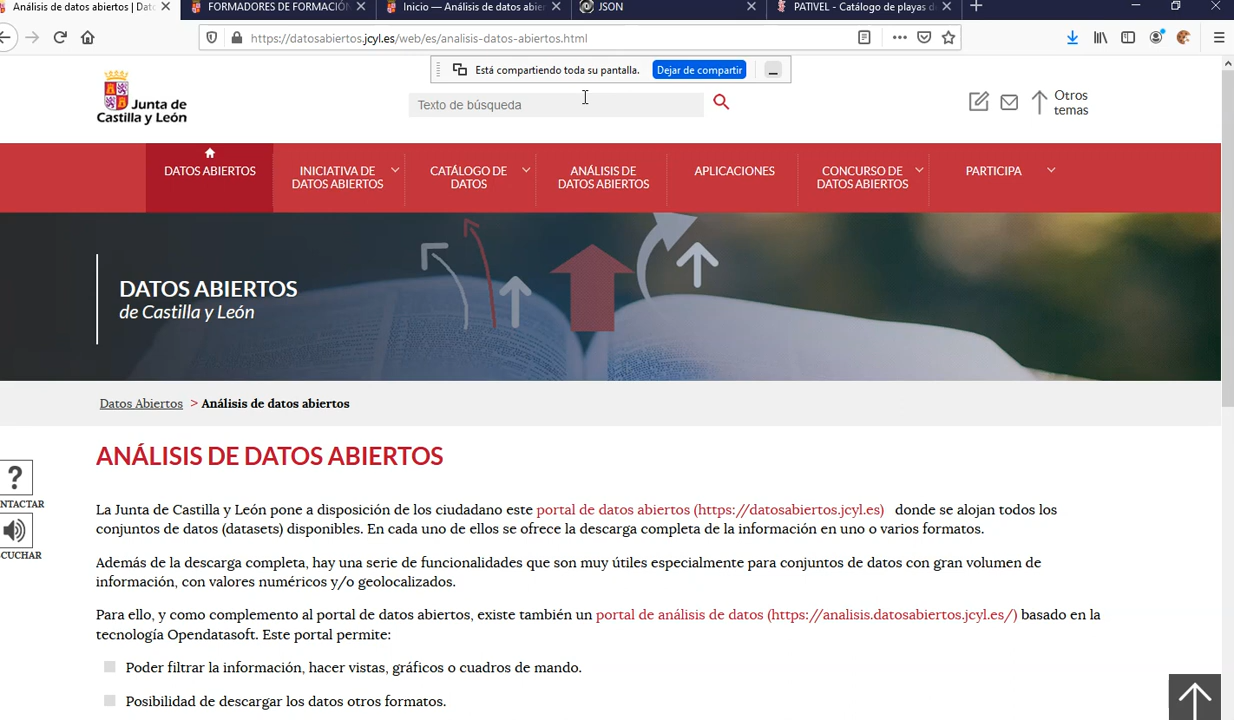 Análisis de datos abiertos | Dato
FORMADORES DE FORMACIÓN
Inicio — Análisis de datos abier
JSON
PATIVEL - Catálogo de playas d
https://datosabiertos.jcyl.es/web/es/analisis-datos-abiertos.html
Está compartiendo toda su pantalla.
Dejar de compartir
Junta de
Castilla y León
Texto de búsqueda
Otros
temas
DATOS ABIERTOS
INICIATIVA DE
DATOS ABIERTOS
CATÁLOGO DE
DATOS
ANÁLISIS DE
DATOS ABIERTOS
APLICACIONES
CONCURSO DE
DATOS ABIERTOS
PARTICIPA
DATOS ABIERTOS
de Castilla y León
Datos Abiertos > Análisis de datos abiertos
ANÁLISIS DE DATOS ABIERTOS
?
NTACTAR
CUCHAR
La Junta de Castilla y León pone a disposición de los ciudadano este portal de datos abiertos (https://datosabiertos.jcyl.es) donde se alojan todos los
conjuntos de datos (datasets) disponibles. En cada uno de ellos se ofrece la descarga completa de la información en uno o varios formatos.
Además de la descarga completa, hay una serie de funcionalidades que son muy útiles especialmente para conjuntos de datos con gran volumen de
información, con valores numéricos y/o geolocalizados.
Para ello, y como complemento al portal de datos abiertos, existe también un portal de análisis de datos (https://analisis.datosabiertos.jcyl.es/) basado en la
tecnología Opendatasoft. Este portal permite:
Poder filtrar la información, hacer vistas, gráficos o cuadros de mando.
Posibilidad de descargar los datos otros formatos.